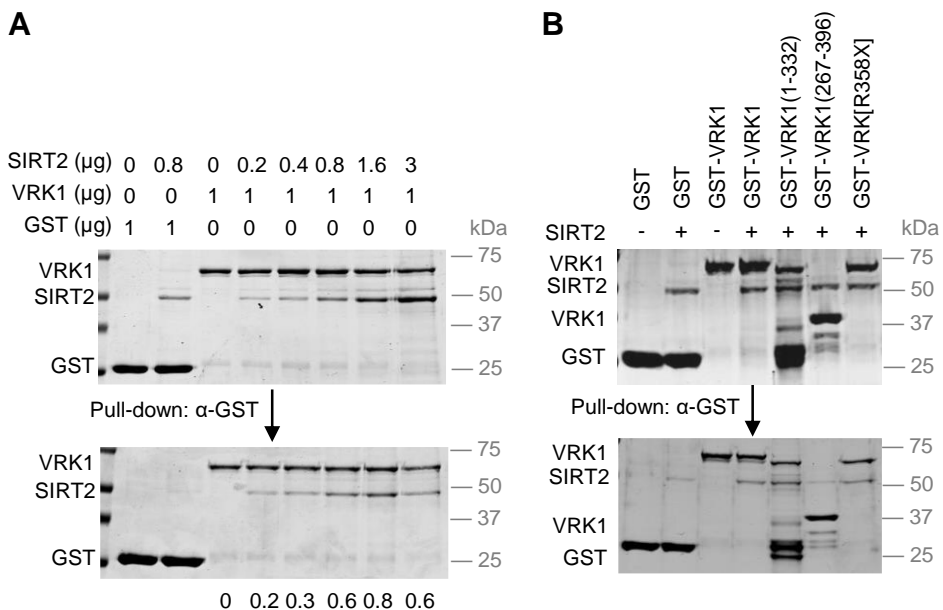 A
SIRT2 (µg) 0 0.8 0 0.2 0.4 0.8 1.6 3
VRK1 (µg) 0 0 1 1 1 1 1 1
GST (µg) 1 1 0 0 0 0 0 0
kDa
VRK1
SIRT2
GST
75
50
37
25
Pull-down: α-GST
VRK1
SIRT2
GST
75
50
37
25
0 0.2 0.3 0.6 0.8 0.6
B
GST
GST
GST-VRK1
GST-VRK1
GST-VRK1(1-332)
GST-VRK1(267-396)
GST-VRK[R358X]
SIRT2 - + - + + + +
kDa
VRK1
SIRT2
VRK1
GST
75
50
37
25
Pull-down: α-GST
VRK1
SIRT2
VRK1
GST
75
50
37
25